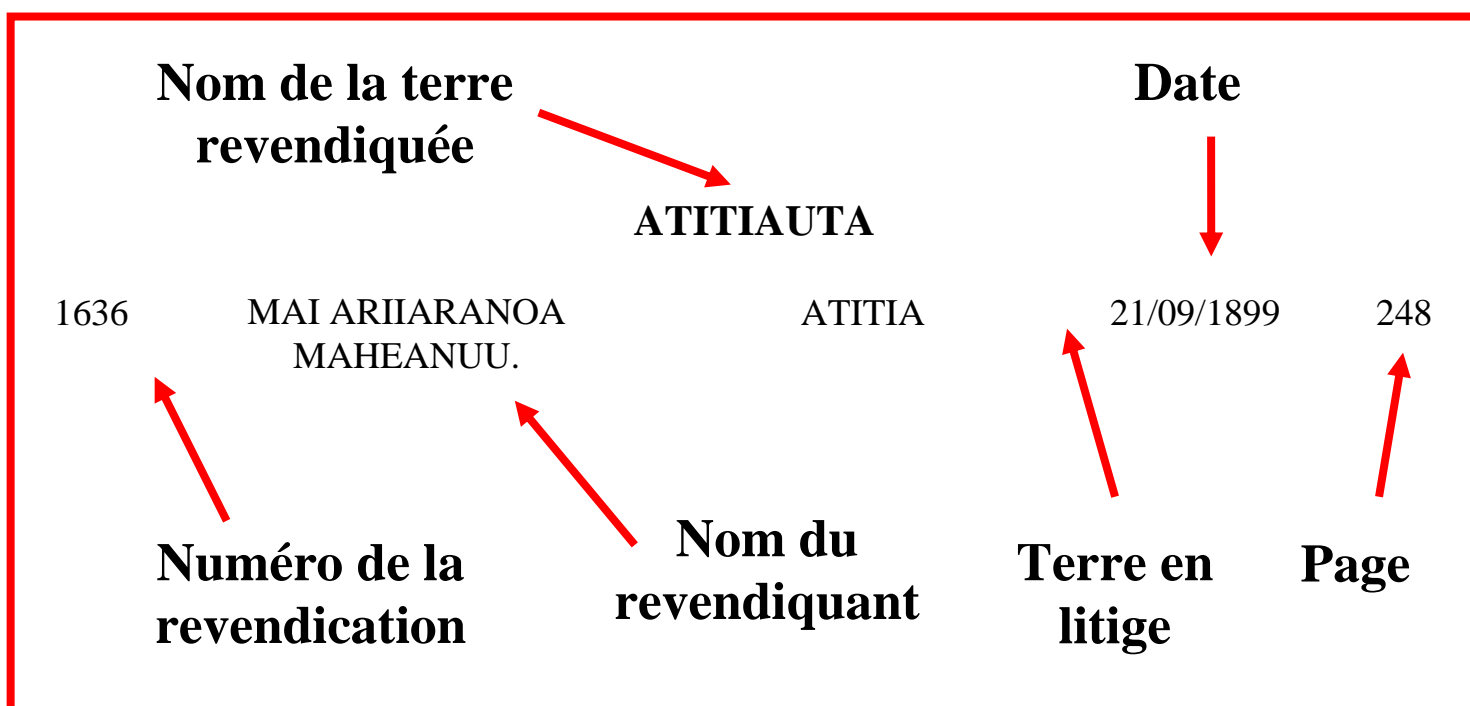 Nom de la terre
revendiquée
Date
ATITIAUTA
1636 MAI ARIIARANOA ATITIA 21/09/1899 248
MAHEANUU.
Numéro de la
revendication
Nom du
revendiquant
Terre en
litige
Page